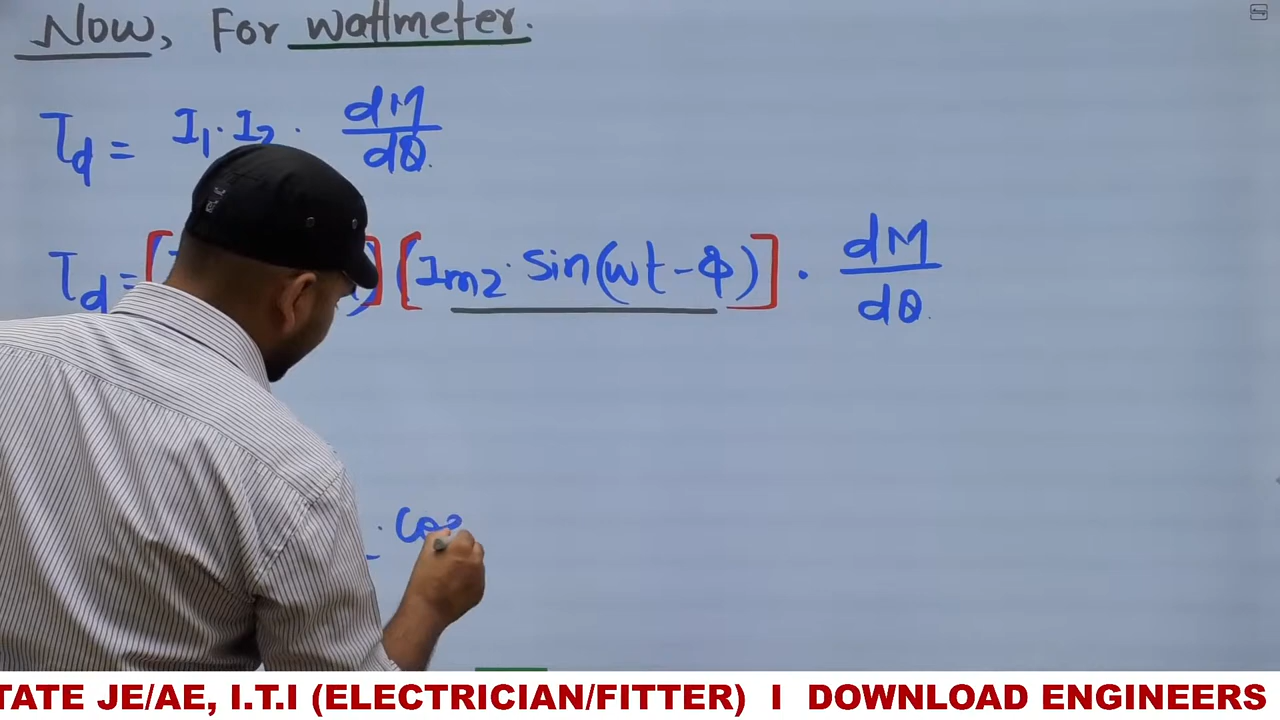 Now, For wattmeter.
Td = I1 · I2 · dM/dθ
Td = [ ) ] [ (Im2 · Sin(ωt - ϕ) ] · dM/dθ
· Cos
TATE JE/AE, I.T.I (ELECTRICIAN/FITTER) I DOWNLOAD ENGINEERS